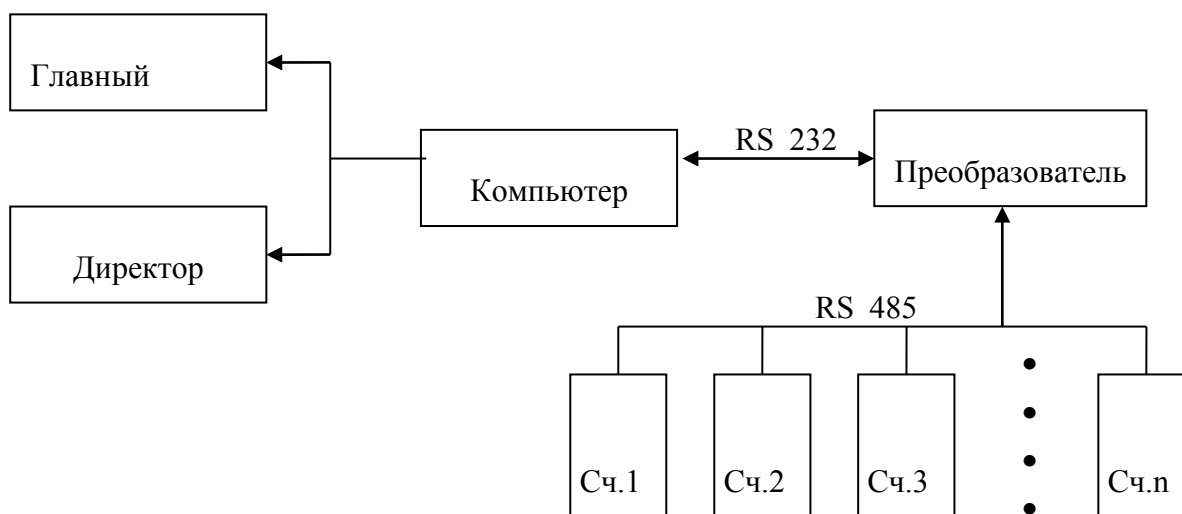 Главный
RS 232
Преобразователь
Компьютер
Директор
RS 485
Сч.1
Сч.2
Сч.3
Сч.n